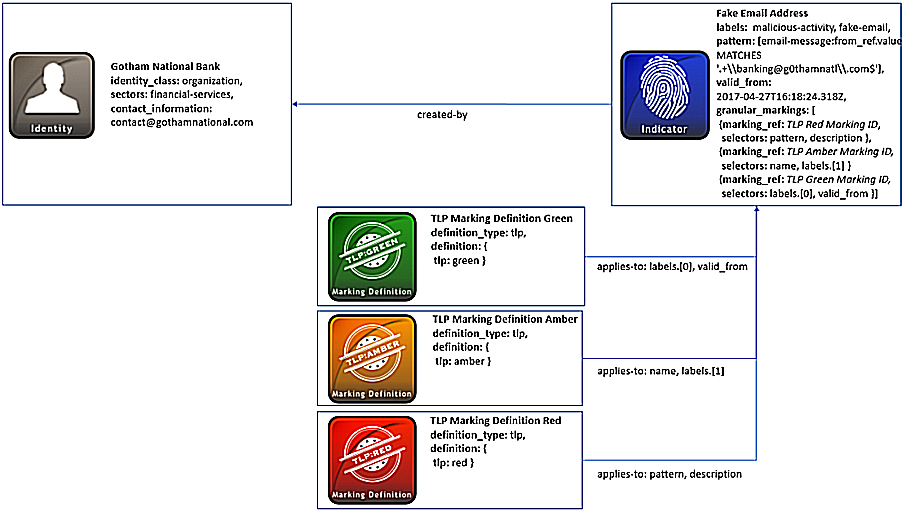 Gotham National Bank
identity_class: organization,
sectors: financial-services,
contact_information:
contact@gothamnational.com
Identity
created-by
Fake Email Address
labels:  malicious-activity, fake-email,
pattern: [email-message:from_ref.value
MATCHES
'.+\\banking@g0thamnatl\\.com$'],
valid_from:
2017-04-27T16:18:24.318Z,
granular_markings: [
{marking_ref: TLP Red Marking ID,
selectors: pattern, description },
{marking_ref: TLP Amber Marking ID,
selectors: name, labels.[1] }
{marking_ref: TLP Green Marking ID,
selectors: labels.[0], valid_from }]
Indicator
TLP Marking Definition Green
definition_type: tlp,
definition: {
tlp: green }
TLP:GREEN
Marking Definition
applies-to: labels.[0], valid_from
TLP Marking Definition Amber
definition_type: tlp,
definition: {
tlp: amber }
TLP:AMBER
Marking Definition
applies-to: name, labels.[1]
TLP Marking Definition Red
definition_type: tlp,
definition: {
tlp: red }
TLP:RED
Marking Definition
applies-to: pattern, description